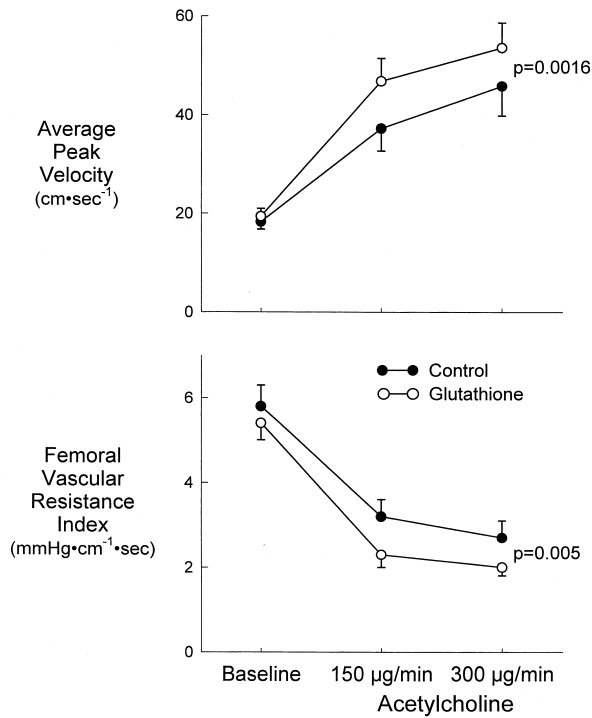 60
p=0.0016
40
Average
Peak
Velocity
(cm•sec-1)
20
0
Control
Glutathione
6
Femoral
Vascular
Resistance
Index
(mmHg•cm-1•sec)
4
p=0.005
2
0
Baseline 150 µg/min 300 µg/min
Acetylcholine